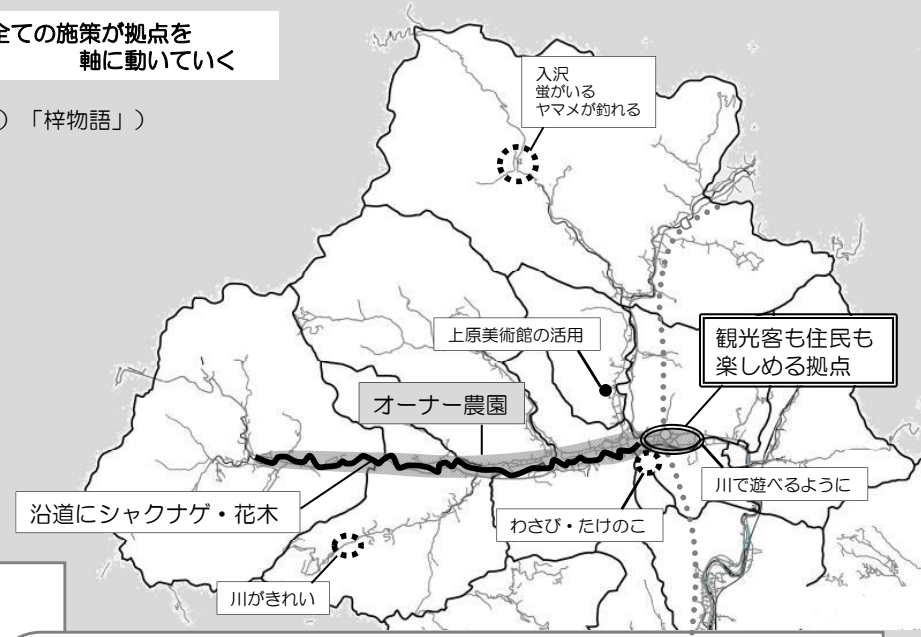 全ての施策が拠点を
軸に動いていく
）「梓物語」）
入沢
蛍がいる
ヤマメが釣れる
上原美術館の活用
観光客も住民も
楽しめる拠点
オーナー農園
川で遊べるように
沿道にシャクナゲ・花木
わさび・たけのこ
川がきれい